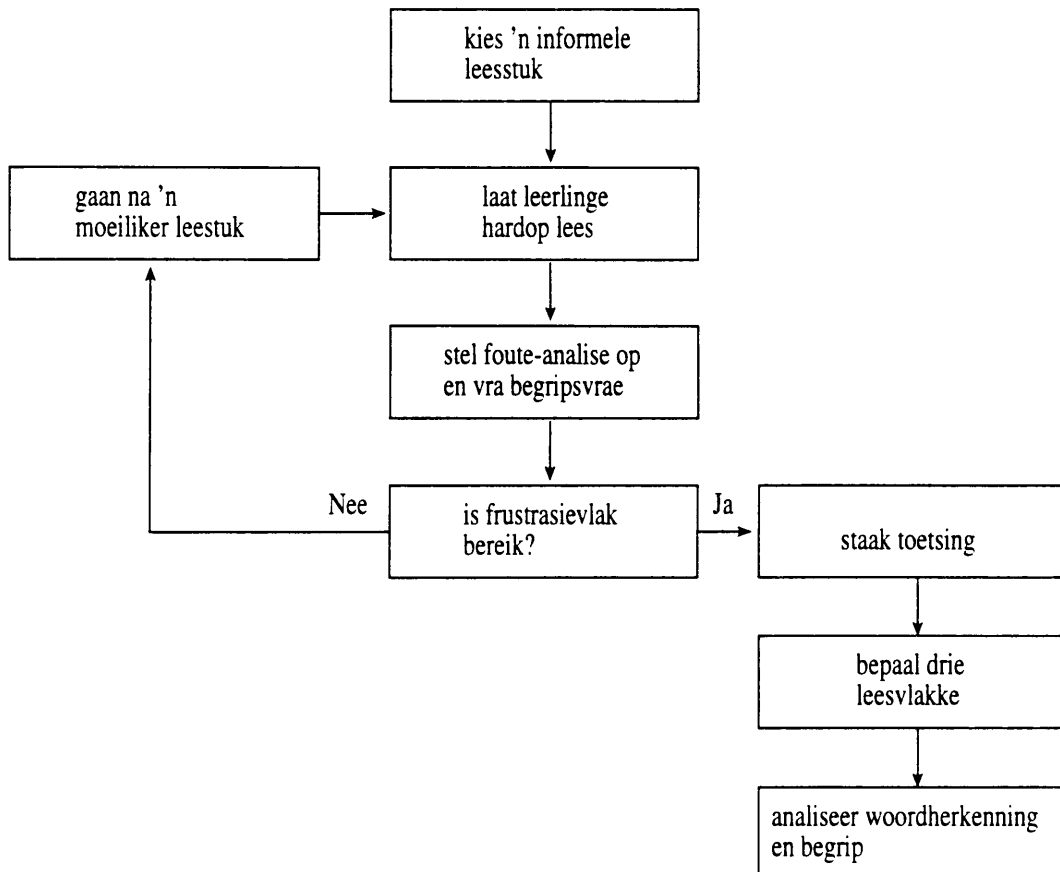 kies ’n informele
leesstuk
gaan na ’n
moeiliker leestuk
laat leerlinge
hardop lees
stel foute-analise op
en vra begripsvrae
Nee
is frustrasievlak
bereik?
Ja
staak toetsing
bepaal drie
leesvlakke
analiseer woordherkenning
en begrip